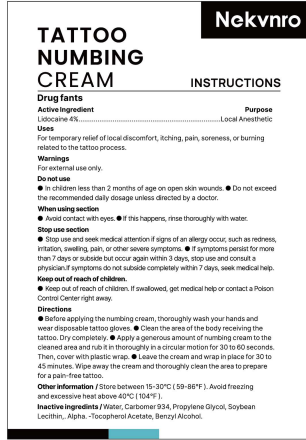 Nekvnro
TATTOO
NUMBING
CREAM
INSTRUCTIONS
Drug fants
Active Ingredient Purpose
Lidocaine 4%........................................................Local Anesthetic
Uses
For temporary relief of local discomfort, itching, pain, soreness, or burning
related to the tattoo process.
Warnings
For external use only.
Do not use
● In children less than 2 months of age on open skin wounds. ● Do not exceed
the recommended daily dosage unless directed by a doctor.
When using section
● Avoid contact with eyes. ● If this happens, rinse thoroughly with water.
Stop use section
● Stop use and seek medical attention if signs of an allergy occur, such as redness,
irritation, swelling, pain, or other severe symptoms. ● If symptoms persist for more
than 7 days or subside but occur again within 3 days, stop use and consult a
physician.If symptoms do not subside completely within 7 days, seek medical help.
Keep out of reach of children.
● Keep out of reach of children. If swallowed, get medical help or contact a Poison
Control Center right away.
Directions
● Before applying the numbing cream, thoroughly wash your hands and
wear disposable tattoo gloves. ● Clean the area of the body receiving the
tattoo. Dry completely. ● Apply a generous amount of numbing cream to the
cleaned area and rub it in thoroughly in a circular motion for 30 to 60 seconds.
Then, cover with plastic wrap. ● Leave the cream and wrap in place for 30 to
45 minutes. Wipe away the cream and thoroughly clean the area to prepare
for a pain-free tattoo.
Other information / Store between 15-30°C ( 59-86°F ). Avoid freezing
and excessive heat above 40°C ( 104°F ).
Inactive ingredints / Water, Carbomer 934, Propylene Glycol, Soybean
Lecithin,. Alpha. -Tocopherol Acetate, Benzyl Alcohol.